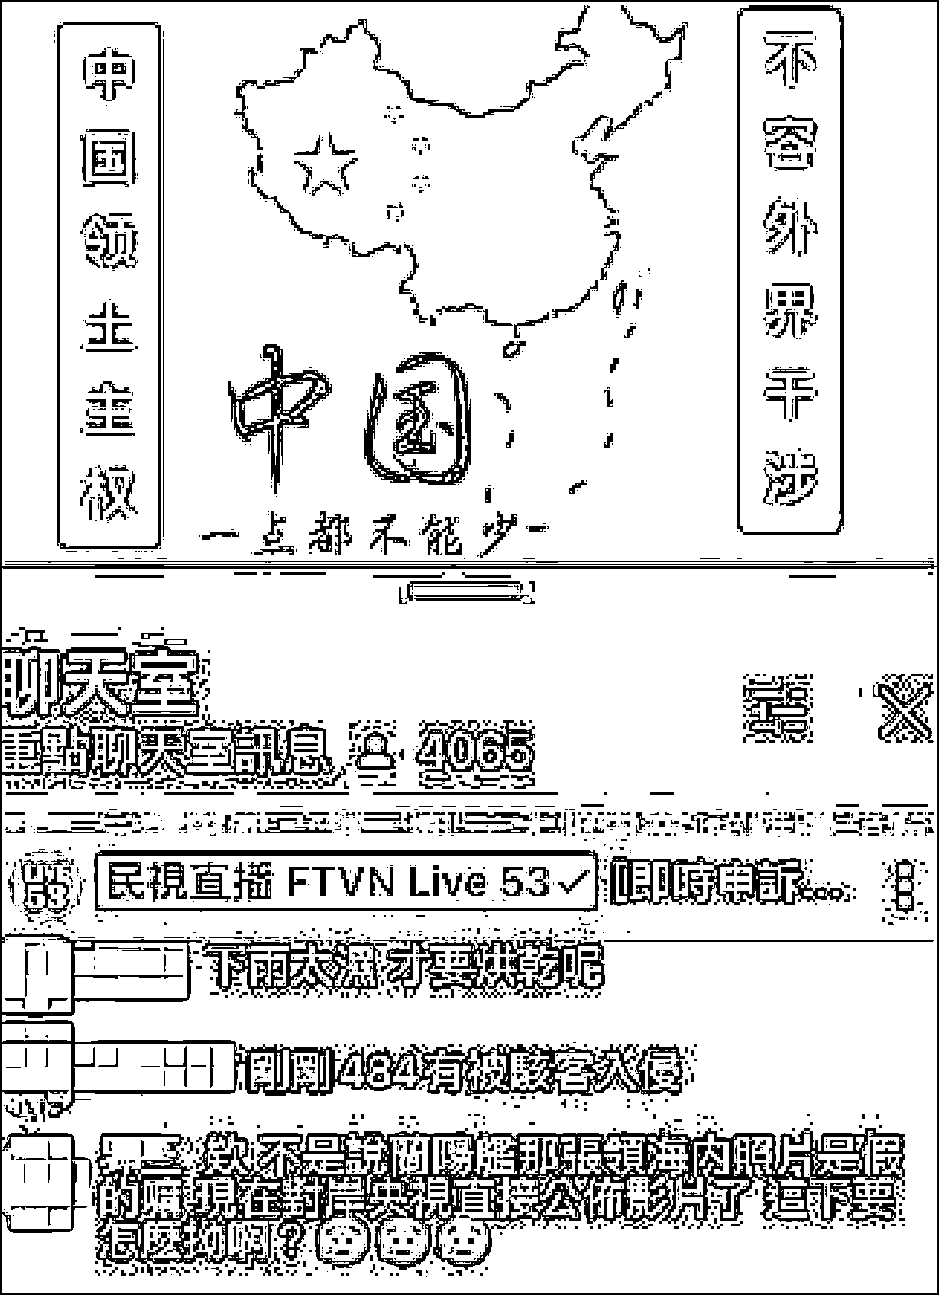 中国领土主权
不容外界干涉
中国
一点都不能少
聊天室
重點聊天室訊息 4065
民視直播 FTVN Live 53 [即時申訴...
下雨太濕 才要烘乾呢
剛剛484有被駭客入侵
欸 不是說蘭陽艦那張領海內照片是假
的嘛 現在對岸央視直接公佈影片了 這下要
怎麼拗啊?